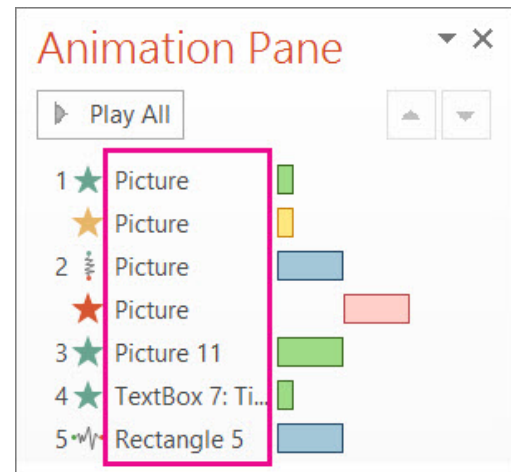 Animation Pane
Play All
1 Picture
Picture
2 Picture
Picture
3 Picture 11
4 TextBox 7: Ti...
5 Rectangle 5